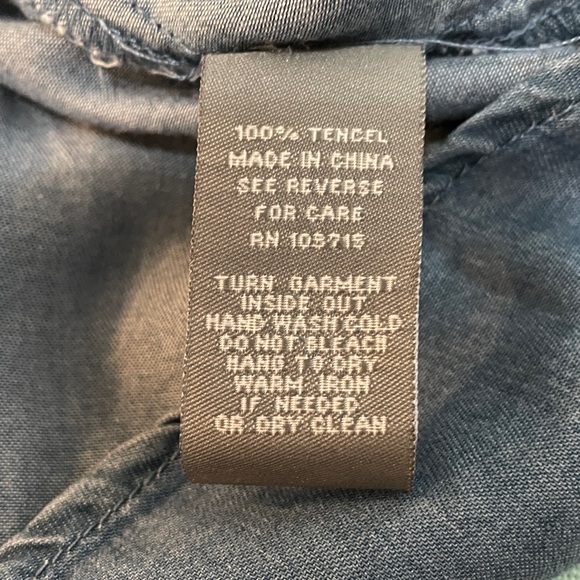 100% TENCEL
MADE IN CHINA
SEE REVERSE
FOR CARE
RN 103715
TURN GARMENT
INSIDE OUT
HAND WASH COLD
DO NOT BLEACH
HANG TO DRY
WARM IRON
IF NEEDED
OR DRY CLEAN